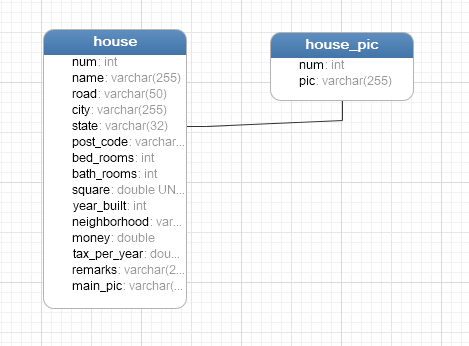 house
num: int
name: varchar(255)
road: varchar(50)
city: varchar(255)
state: varchar(32)
post_code: varchar...
bed_rooms: int
bath_rooms: int
square: double UN...
year_built: int
neighborhood: var...
money: double
tax_per_year: dou...
remarks: varchar(2...
main_pic: varchar(...
house_pic
num: int
pic: varchar(255)